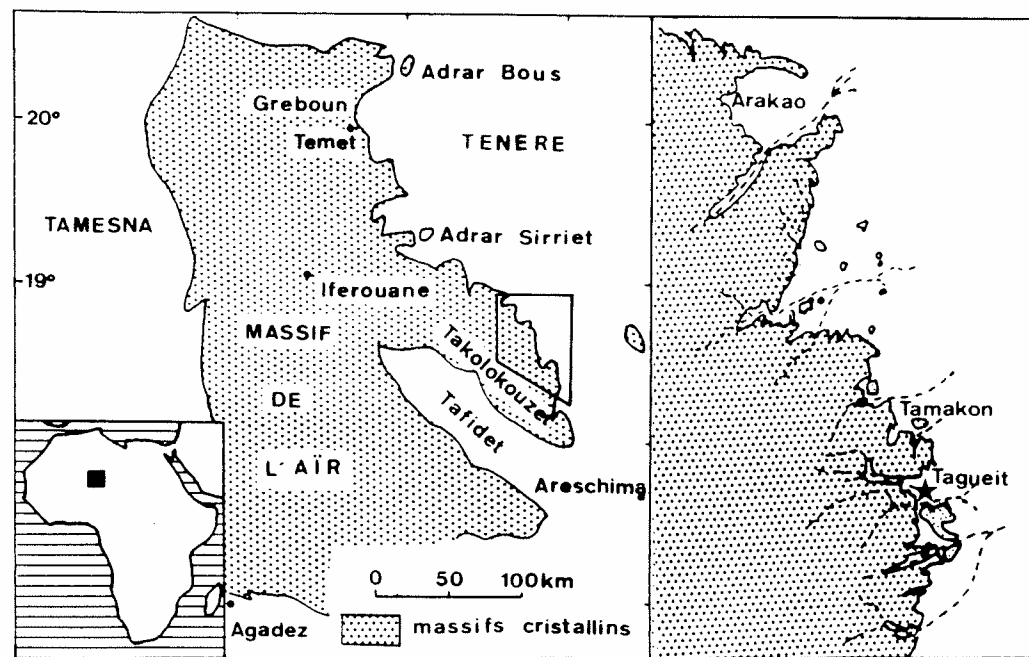 Adrar Bous
Greboun
20°
Temet
TENERE
TAMESNA
Adrar Sirriet
19°
Iferouane
MASSIF
DE
L'AÏR
Takolokouzet
Tafidet
Areschima
0 50 100km
Agadez
massifs cristallins
Arakao
Tamakon
Tagueit